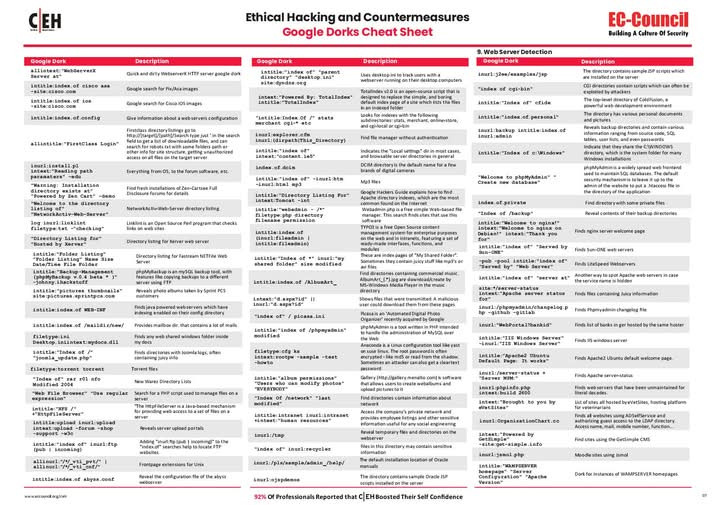 C|EH
Ethical Hacking and Countermeasures
Google Dorks Cheat Sheet
EC-Council
Building A Culture Of Security
Google Dork
Description
allintext:"WebServerX
Server at"
Quick and dirty WebserverX HTTP server google dork
intitle:index.of cisco asa
-site:cisco.com
Google search for Pix/Asa images
intitle:index.of ios
-site:cisco.com
Google search for Cisco IOS images
intitle:index.of.config
Give information about a web servers configuration
allintitle:"FirstClass Login"
FirstClass directory listings go to
search for robots.txt with some folders path or
other info for site structure, getting unauthorized
access on all files on the target server
inurl:install.pl
intext:"Reading path
paramaters" -edu
Everything from OS, to the forum software, etc.
"Warning: Installation
directory exists at"
"Powered by Zen Cart" -demo
Find fresh installations of Zen-Cart see Full
Disclosure forums for details
"Welcome to the directory
listing of"
"NetworkActiv-Web-Server"
NetworkActiv-Web-Server directory listing
log inurl:linklint
filetype:txt -"checking"
Linklint is an Open Source Perl program that checks
links on web sites
"Directory Listing for"
"Hosted by Xerver"
Directory listing for Xerver web server
intitle:"Folder Listing"
"Folder Listing" Name Size
Date/Time File Folder
Directory listing for Fastream NETFile Web
Server
intitle:"Backup-Management
(phpMyBackup v.0.4 beta * )"
-johnny.ihackstuff
phpMyBackup is an mySQL backup tool, with
features like copying backups to a different
server using FTP
intitle:"pictures thumbnails"
site:pictures.sprintpcs.com
Reveals photo albums taken by Sprint PCS
customers
intitle:index.of WEB-INF
Finds java powered web servers which have
indexing enabled on their config directory
intitle:index.of /maildir/new/
Provides mailbox dir, that contains a lot of mails
filetype:ini
Desktop.ini intext:mydocs.dll
Finds any web shared windows folder inside
my docs
intitle:"index of /"
"joomla_update.php"
Finds directories with Joomla logs, often
containing juicy info
filetype:torrent torrent
Torrent files
"Index of" rar r01 nfo
Modified 2004
New Warez Directory Lists
"Web File Browser" "Use regular
expression"
Search for a PHP script used to manage files on a
server
intitle:"HFS /"
+"HttpFileServer"
"The HttpFileServer is a Java-based mechanism
for providing web access to a set of files on a
server
intitle:upload inurl:upload
intext:upload -forum -shop
-support -w3c
Reveals server upload portals
intitle:"index of" inurl:ftp
(pub | incoming)
Adding "inurl:ftp (pub | incoming)" to the
"index.of" searches help to locate FTP
websites
allinurl:"/*/_vti_pvt/" |
allinurl:"/*/_vti_cnf/"
Frontpage extensions for Unix
intitle:index.of abyss.conf
Reveal the configuration file of the abyss
webserver
Google Dork
Description
intitle:"index of" "parent
directory" "desktop.ini"
site:dyndns.org
Uses desktop.ini to track users with a
webserver running on their desktop computers
intext:"Powered By: TotalIndex"
intitle:"TotalIndex"
TotalIndex v2.0 is an open-source script that is
designed to replace the simple, and boring
default index page of a site which lists the files
in an indexed folder
intitle:"Index.Of /" stats
merchant cgi-* etc
Looks for indexes with the following
subdirectories: stats, merchant, online-store,
and cgi-local or cgi-bin
inurl:explorer.cfm
inurl:(dirpath|This_Directory)
Find file manager without authentication
intitle:"index of"
intext:"content.ie5"
Indicates the "Local settings" dir in most cases,
and browseable server directories in general
index.of.dcim
DCIM directory is the default name for a few
brands of digital cameras
intitle:"index of" -inurl:htm
-inurl:html mp3
Mp3 files
intitle:"Directory Listing For"
intext:Tomcat -int
Google Hackers Guide explains how to find
Apache directory indexes, which are the most
common found on the Internet
intitle:"webadmin - /*"
filetype:php directory
filename permission
Webadmin.php is a free simple Web-based file
manager. This search finds sites that use this
software
intitle:index.of
(inurl:fileadmin |
intitle:fileadmin)
TYPO3 is a free Open Source content
management system for enterprise purposes
on the web and in intranets, featuring a set of
ready-made interfaces, functions, and
modules
intitle:"Index of *" inurl:"my
shared folder" size modified
These are index pages of "My Shared Folder".
Sometimes they contain juicy stuff like mp3's or
avi files
"index of /" ( upload.cfm
Finds directories containing commercial music.
AlbumArt_{.*}.jpg are download/create by
MS-Windows Media Player in the music
directory
intext:"d.aspx?id" ||
inurl:"d.aspx?id"
Shows files that were transmitted. A malicious
user could download them from these pages
"index of" / picasa.ini
Picasa is an 'Automated Digital Photo
Organizer' recently acquired by Google
intitle:"index of /phpmyadmin"
modified
phpMyAdmin is a tool written in PHP intended
to handle the administration of MySQL over
the Web
filetype:cfg ks
intext:rootpw -sample -test
-howto
Anaconda is a Linux configuration tool like yast
on suse linux. The root password is often
encrypted - like md5 or read from the shadow.
Sometimes an attacker can also get a cleartext
password
intitle:"album permissions"
"Users who can modify photos"
"EVERYBODY"
Gallery (http://gallery.menalto.com) is software
that allows users to create webalbums and
upload pictures to it
"Index Of /network" "last
modified"
Find directories contain information about
network
intitle:intranet inurl:intranet
+intext:"human resources"
Access the company's private network and
provides employee listings and other sensitive
information useful for any social engineering
inurl:/tmp
Reveal temporary files and directories on the
webserver
"index of" inurl:recycler
Files in this directory may contain sensitive
information
inurl:/pls/sample/admin_/help/
The default installation location of Oracle
manuals
inurl:ojspdemos
The directory contains sample Oracle JSP
scripts installed on the server
9. Web Server Detection
Google Dork
Description
inurl:j2ee/examples/jsp
The directory contains sample JSP scripts which
are installed on the server
"index of cgi-bin"
CGI directories contain scripts which can often be
exploited by attackers
intitle:"Index of" cfide
The top-level directory of ColdFusion, a
powerful web development environment
intitle:"index.of.personal"
The directory has various personal documents
and pictures
inurl:backup intitle:index.of
inurl:admin
Reveals backup directories and contain various
information ranging from source code, SQL
tables, user lists, and even passwords
intitle:"Index of c:\Windows"
Indicate that they share the C:\WINDOWS
directory, which is the system folder for many
Windows installations
"Welcome to phpMyAdmin" "
Create new database"
phpMyAdmin is a widely spread web frontend
used to maintain SQL databases. The default
security mechanism is to leave it up to the
admin of the website to put a .htaccess file in
the directory of the application
index.of.private
Find directory with some private files
"Index of /backup"
Reveal contents of their backup directories
intitle:"Welcome to nginx!"
intext:"Welcome to nginx on
Debian!" intext:"Thank you
for"
Finds nginx server welcome page
intitle:"index of" "Served by
Sun-ONE"
Finds Sun-ONE web servers
-pub -pool intitle:"index of"
"Served by" "Web Server"
Finds LiteSpeed Webservers
intitle:"index of" "server at"
Another way to spot Apache web servers in case
the service name is hidden
site:*/server-status
intext:"Apache server status
for"
Finds files containing Juicy information
inurl:/phpmyadmin/changelog.p
hp -github -gitlab
Finds Phpmyadmin changelog file
inurl:"WebPortal?bankid"
Finds list of banks in ger hosted by the same hoster
intitle:"IIS Windows Server"
-inurl:"IIS Windows Server"
Finds IIS windows server
intitle:"Apache2 Ubuntu
Default Page: It works"
Finds Apache2 Ubuntu default welcome page.
inurl:/server-status +
"Server MPM:"
Finds Apache server-status
inurl:phpinfo.php
intext:build 2600
Finds web servers that have been unmaintained for
literal decades.
intext:"Brought to you by
eVetSites"
List of sites all hosted by eVetSites, hosting platform
for veterinarians
inurl:OrganizationChart.cc
Finds all websites using ADSelfService and
authorizing guest access to the LDAP directory.
Access name, mail, mobile number, function...
intitle:"Powered by
GetSimple"
-site:get-simple.info
Find sites using the GetSimple CMS
inurl:jsmol.php
Moodle sites using Jsmol
intitle:"WAMPSERVER
homepage" "Server
Configuration" "Apache
Version"
Dork for instances of WAMPSERVER homepages
www.eccouncil.org/ceh
92% Of Professionals Reported that C|EH Boosted Their Self Confidence
07